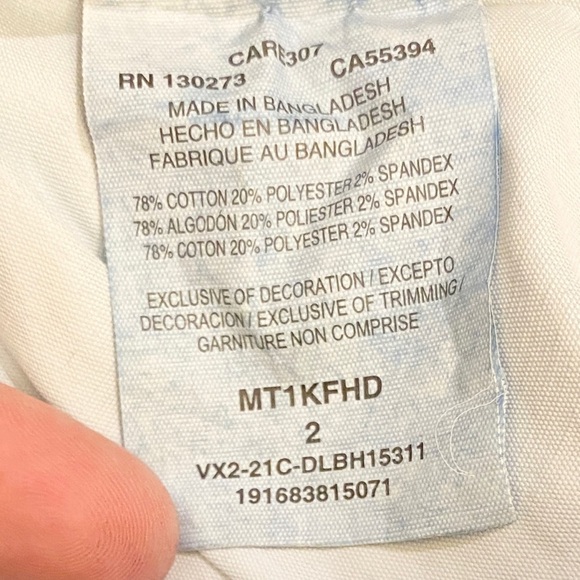 CARE307
RN 130273 CA55394
MADE IN BANGLADESH
HECHO EN BANGLADESH
FABRIQUE AU BANGLADESH
78% COTTON 20% POLYESTER 2% SPANDEX
78% ALGODÓN 20% POLIESTER 2% SPANDEX
78% COTON 20% POLYESTER 2% SPANDEX
EXCLUSIVE OF DECORATION / EXCEPTO
DECORACION / EXCLUSIVE OF TRIMMING /
GARNITURE NON COMPRISE
MT1KFHD
2
VX2-21C-DLBH15311
191683815071